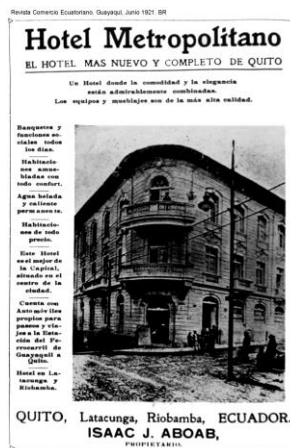 Revista Comercio Ecuatoriano. Guayaquil, Junio 1921. BR
Hotel Metropolitano
EL HOTEL MAS NUEVO Y COMPLETO DE QUITO
Un Hotel donde la comodidad y la elegancia
están admirablemente combinadas.
Los equipos y mueblajes son de la más alta calidad.
Banquetes y
funciones so-
ciales todos
los días.
Habitacio-
nes amue-
bladas con
todo confort.
Agua helada
y caliente
permanente.
Habitacio-
nes de todo
precio.
Este Hotel
es el mejor de
la Capital,
situado en el
centro de la
ciudad.
Cuenta con
Automóviles
propios para
paseos y via-
jes a la Esta-
ción del Fe-
rrocarril de
Guayaquil a
Quito.
Hotel en La-
tacunga y
Riobamba.
QUITO, Latacunga, Riobamba, ECUADOR.
ISAAC J. ABOAB,
PROPIETARIO.